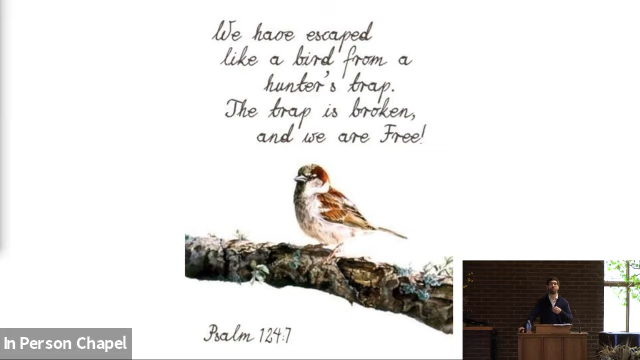 We have escaped
like a bird from a
hunter's trap.
The trap is broken,
and we are Free!
Psalm 124:7
In Person Chapel